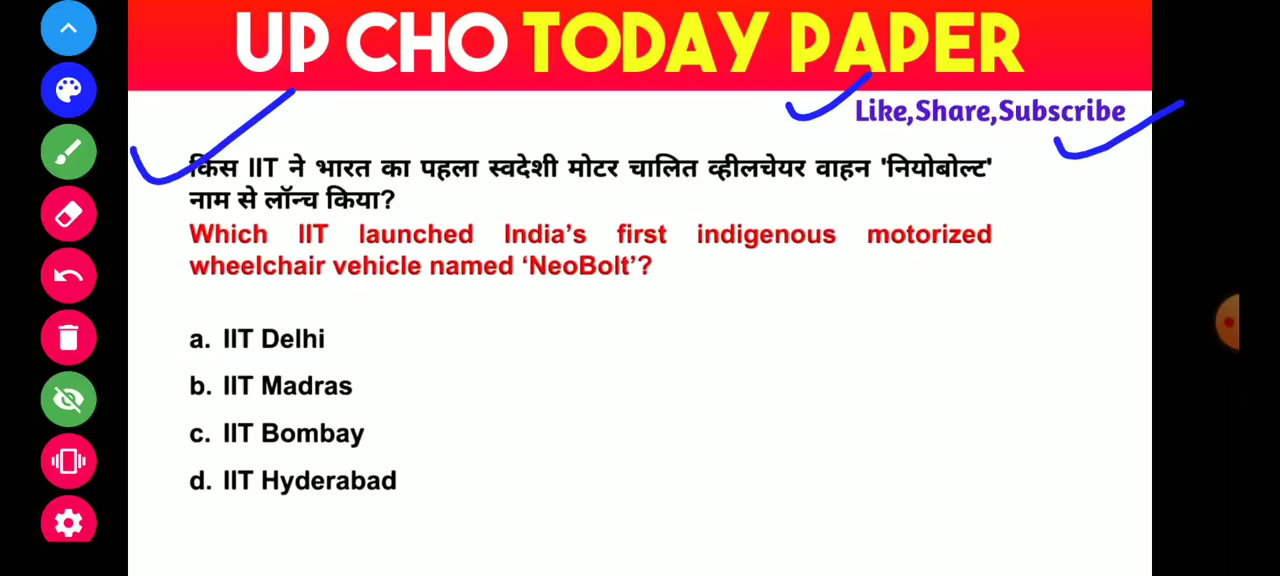 UP CHO TODAY PAPER
Like,Share,Subscribe
किस IIT ने भारत का पहला स्वदेशी मोटर चालित व्हीलचेयर वाहन 'नियोबोल्ट'
नाम से लॉन्च किया?
Which IIT launched India's first indigenous motorized
wheelchair vehicle named ‘NeoBolt’?
a. IIT Delhi
b. IIT Madras
c. IIT Bombay
d. IIT Hyderabad